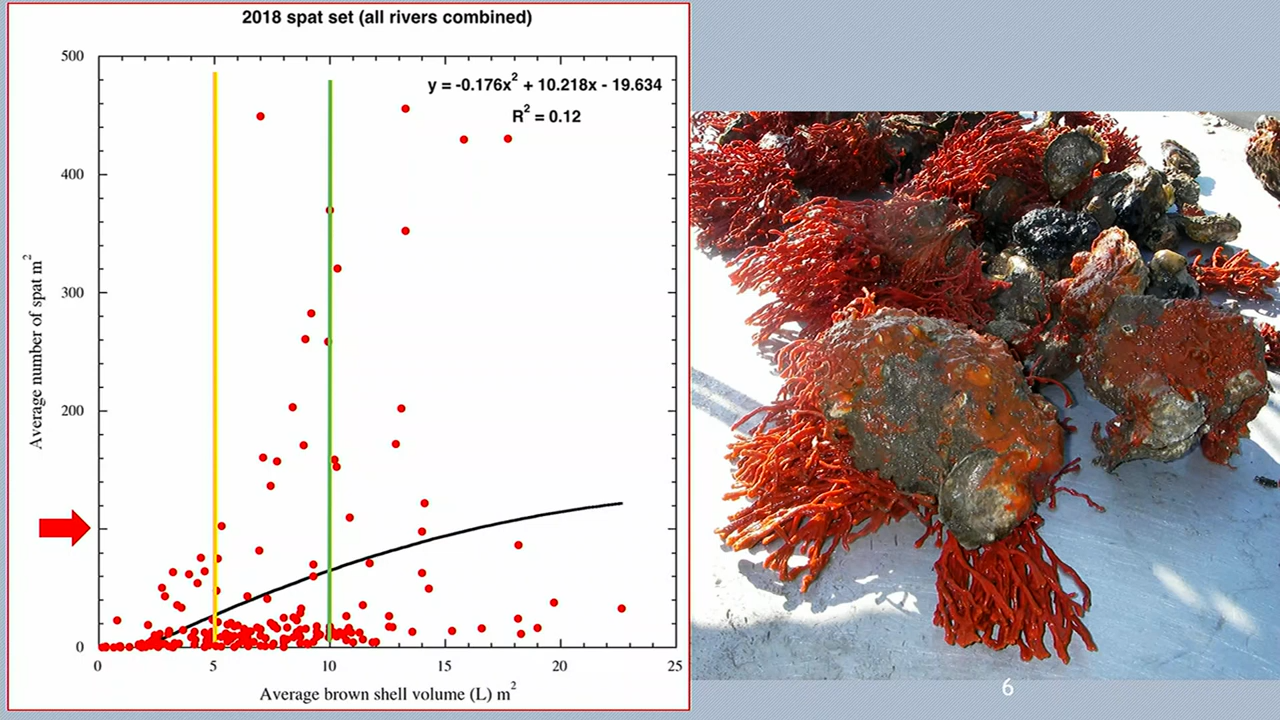 2018 spat set (all rivers combined)
y = -0.176x² + 10.218x - 19.634
R² = 0.12
500
400
300
200
0
0 5 10 15 20 25
Average number of spat m²
Average brown shell volume (L) m²
6